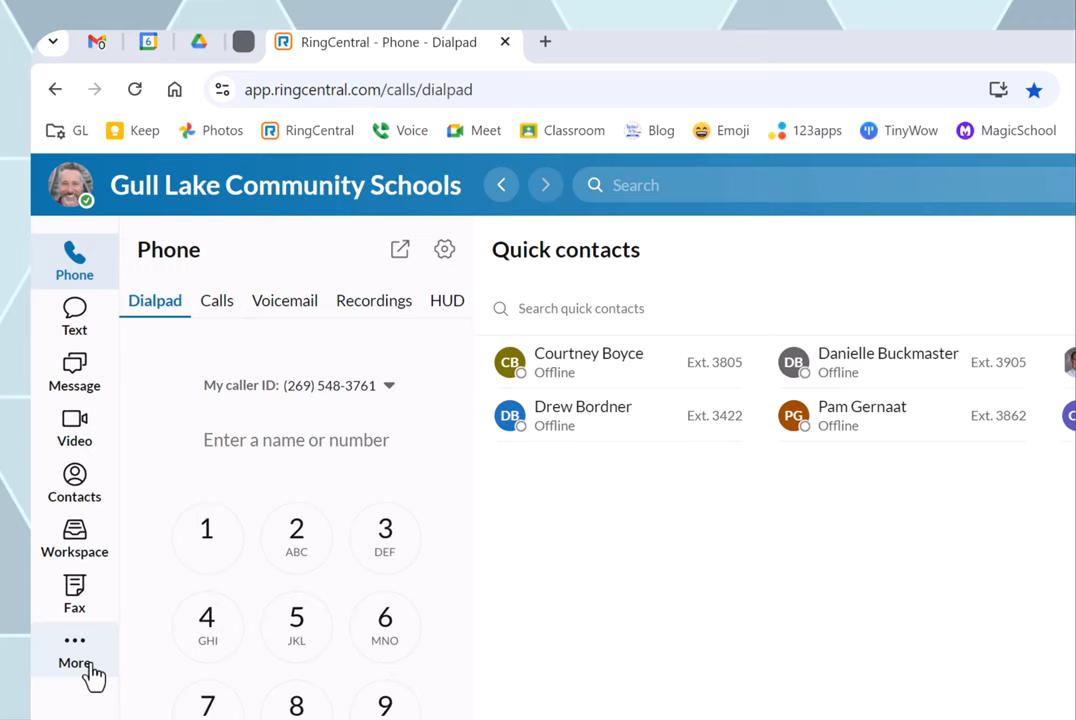 6
RingCentral - Phone - Dialpad
app.ringcentral.com/calls/dialpad
GL Keep Photos RingCentral Voice Meet Classroom Blog Emoji 123apps TinyWow MagicSchool
Gull Lake Community Schools
Search
Phone
Text
Message
Video
Contacts
Workspace
Fax
More
Phone
Dialpad Calls Voicemail Recordings HUD
My caller ID: (269) 548-3761
Enter a name or number
1 2 3
ABC DEF
4 5 6
GHI JKL MNO
7 8 9
Quick contacts
Search quick contacts
CB Courtney Boyce Ext. 3805
Offline
DB Danielle Buckmaster Ext. 3905
Offline
DB Drew Bordner Ext. 3422
Offline
PG Pam Gernaat Ext. 3862
Offline